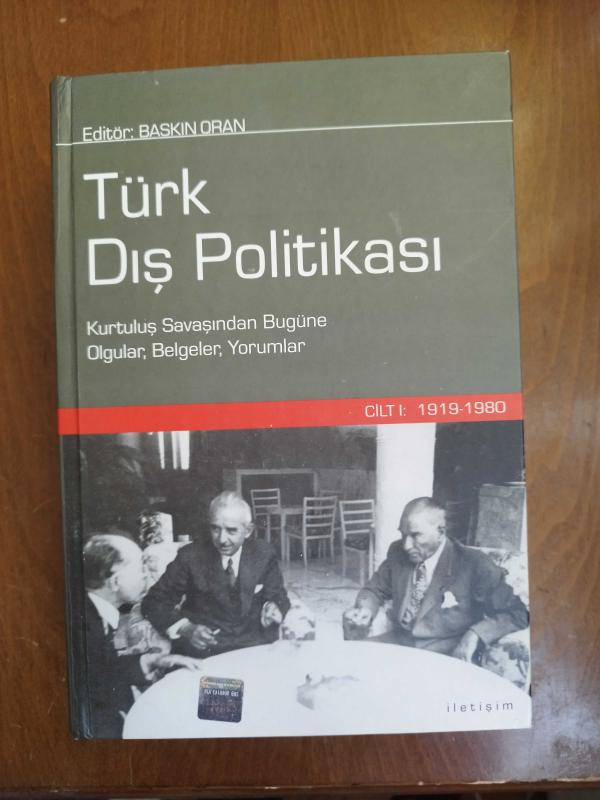 Editör: BASKIN ORAN
Türk
Dış Politikası
Kurtuluş Savaşından Bugüne
Olgular, Belgeler, Yorumlar
CİLT I: 1919-1980
iletişim